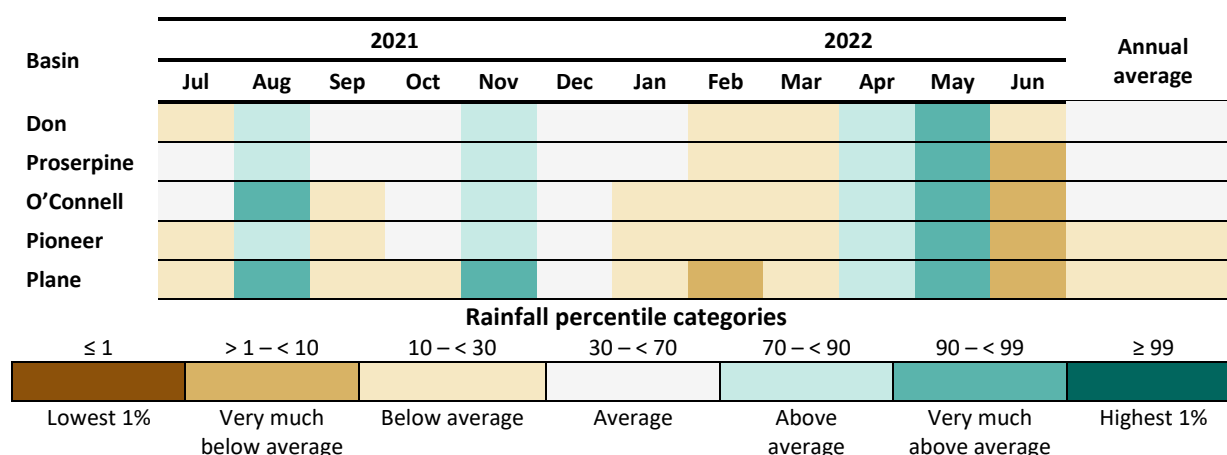 Basin 2021 2022 Annual average
Jul Aug Sep Oct Nov Dec Jan Feb Mar Apr May Jun
Don
Proserpine
O’Connell
Pioneer
Plane
Rainfall percentile categories
≤ 1 > 1 – < 10 10 – < 30 30 – < 70 70 – < 90 90 – < 99 ≥ 99
Lowest 1% Very much below average Below average Average Above average Very much above average Highest 1%